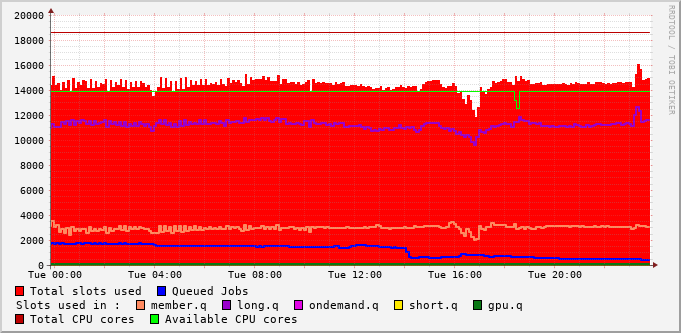 20000
18000
16000
14000
12000
10000
8000
6000
4000
2000
0
Tue 00:00 Tue 04:00 Tue 08:00 Tue 12:00 Tue 16:00 Tue 20:00
Total slots used Queued Jobs
Slots used in : member.q long.q ondemand.q short.q gpu.q
Total CPU cores Available CPU cores
RRDTOOL / TOBI OETIKER